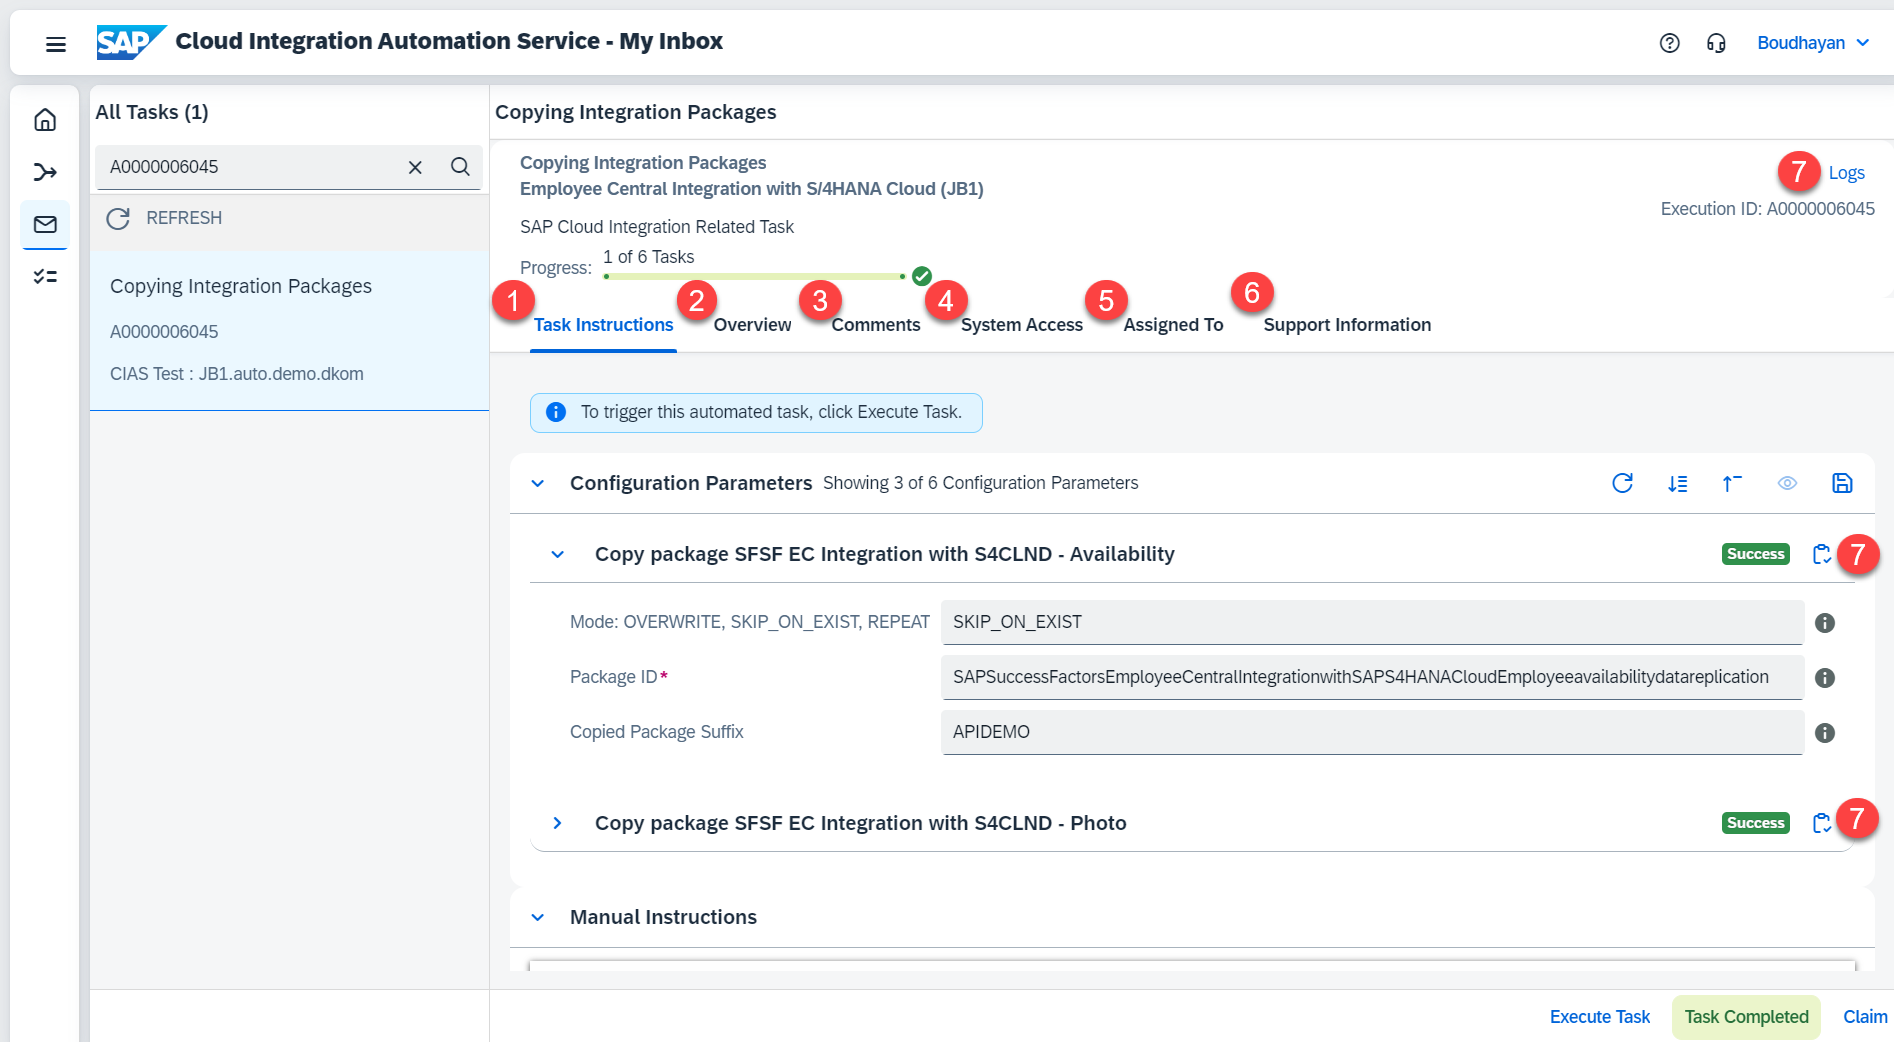 SAP Cloud Integration Automation Service - My Inbox
Boudhayan
All Tasks (1)
A0000006045
REFRESH
Copying Integration Packages
A0000006045
CIAS Test : JB1.auto.demo.dkom
Copying Integration Packages
Copying Integration Packages
7 Logs
Employee Central Integration with S/4HANA Cloud (JB1)
Execution ID: A0000006045
SAP Cloud Integration Related Task
Progress: 1 of 6 Tasks
1 Task Instructions
2 Overview
3 Comments
4 System Access
5 Assigned To
6 Support Information
To trigger this automated task, click Execute Task.
Configuration Parameters Showing 3 of 6 Configuration Parameters
Copy package SFSF EC Integration with S4CLND - Availability Success 7
Mode: OVERWRITE, SKIP_ON_EXIST, REPEAT SKIP_ON_EXIST
Package ID* SAPSuccessFactorsEmployeeCentralIntegrationwithSAPS4HANACloudEmployeeavailabilitydatareplication
Copied Package Suffix APIDEMO
Copy package SFSF EC Integration with S4CLND - Photo Success 7
Manual Instructions
Execute Task Task Completed Claim